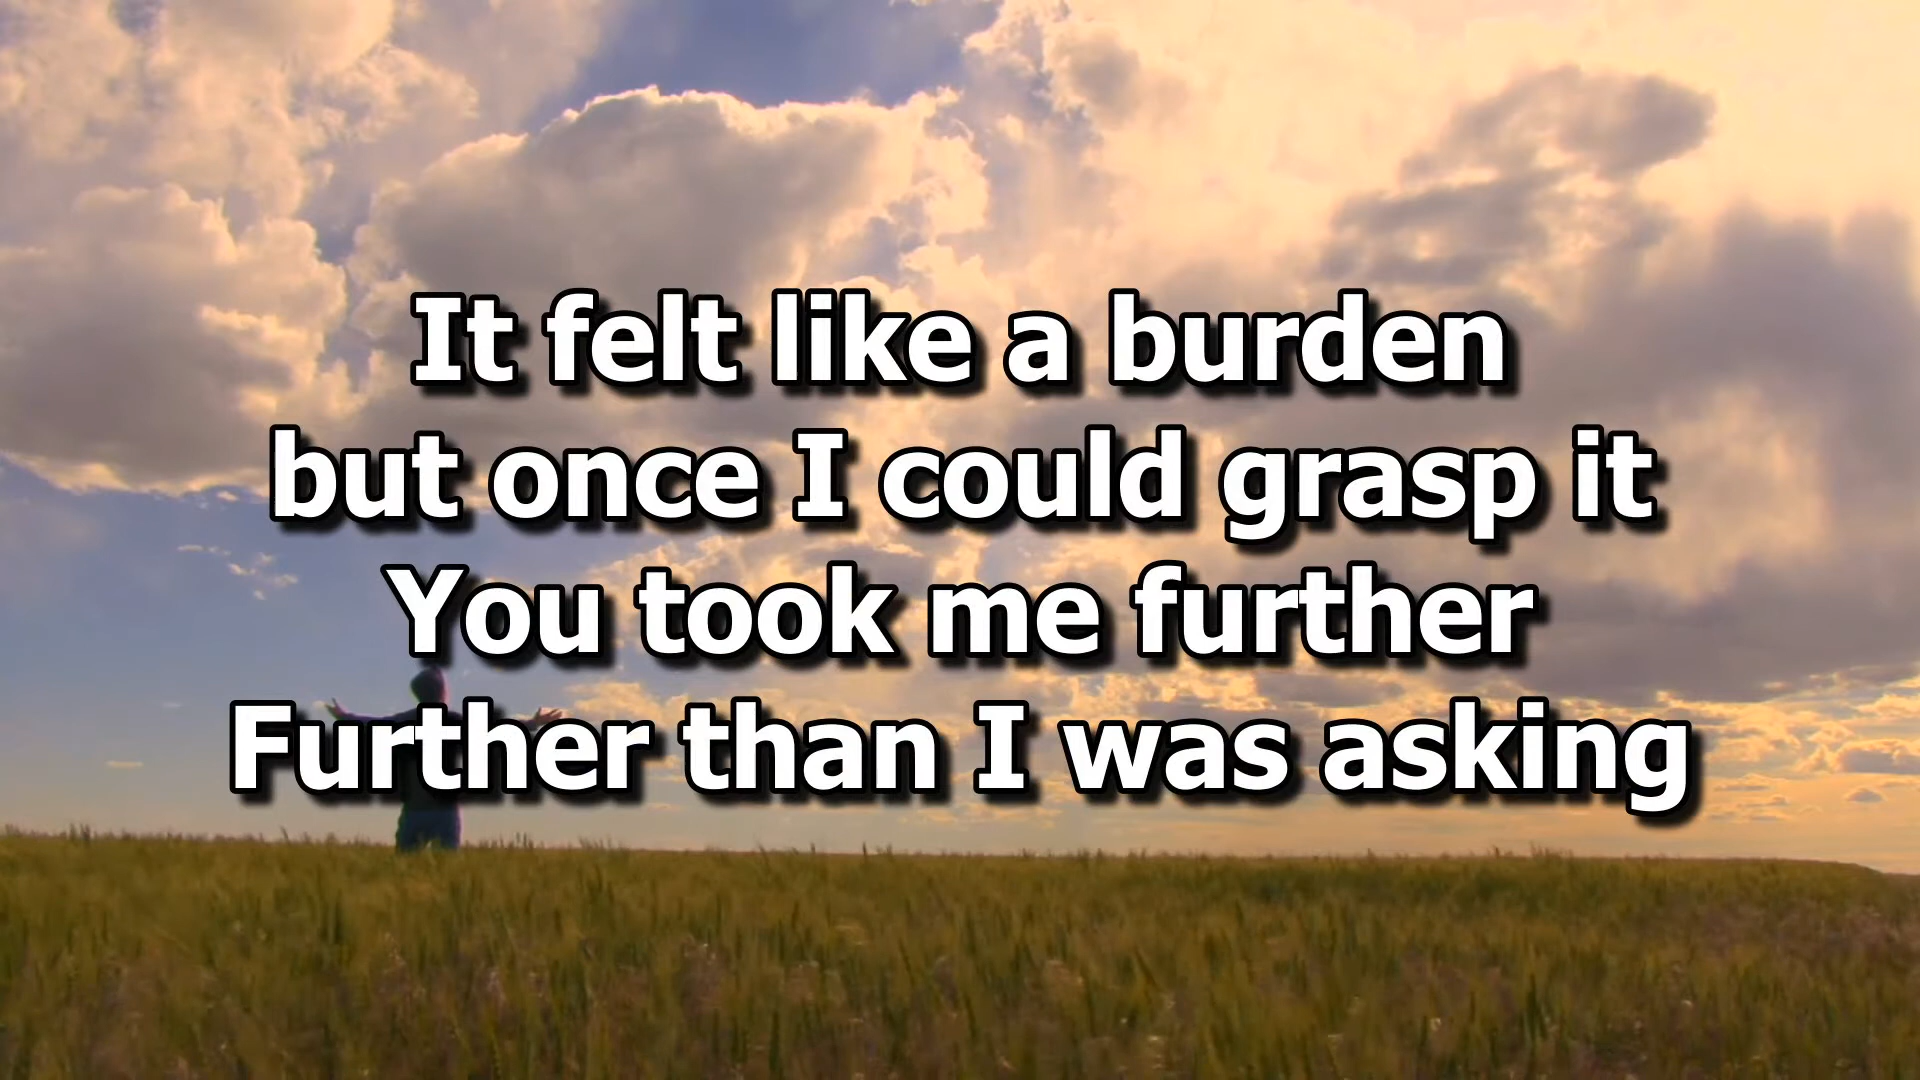 It felt like a burden
but once I could grasp it
You took me further
Further than I was asking